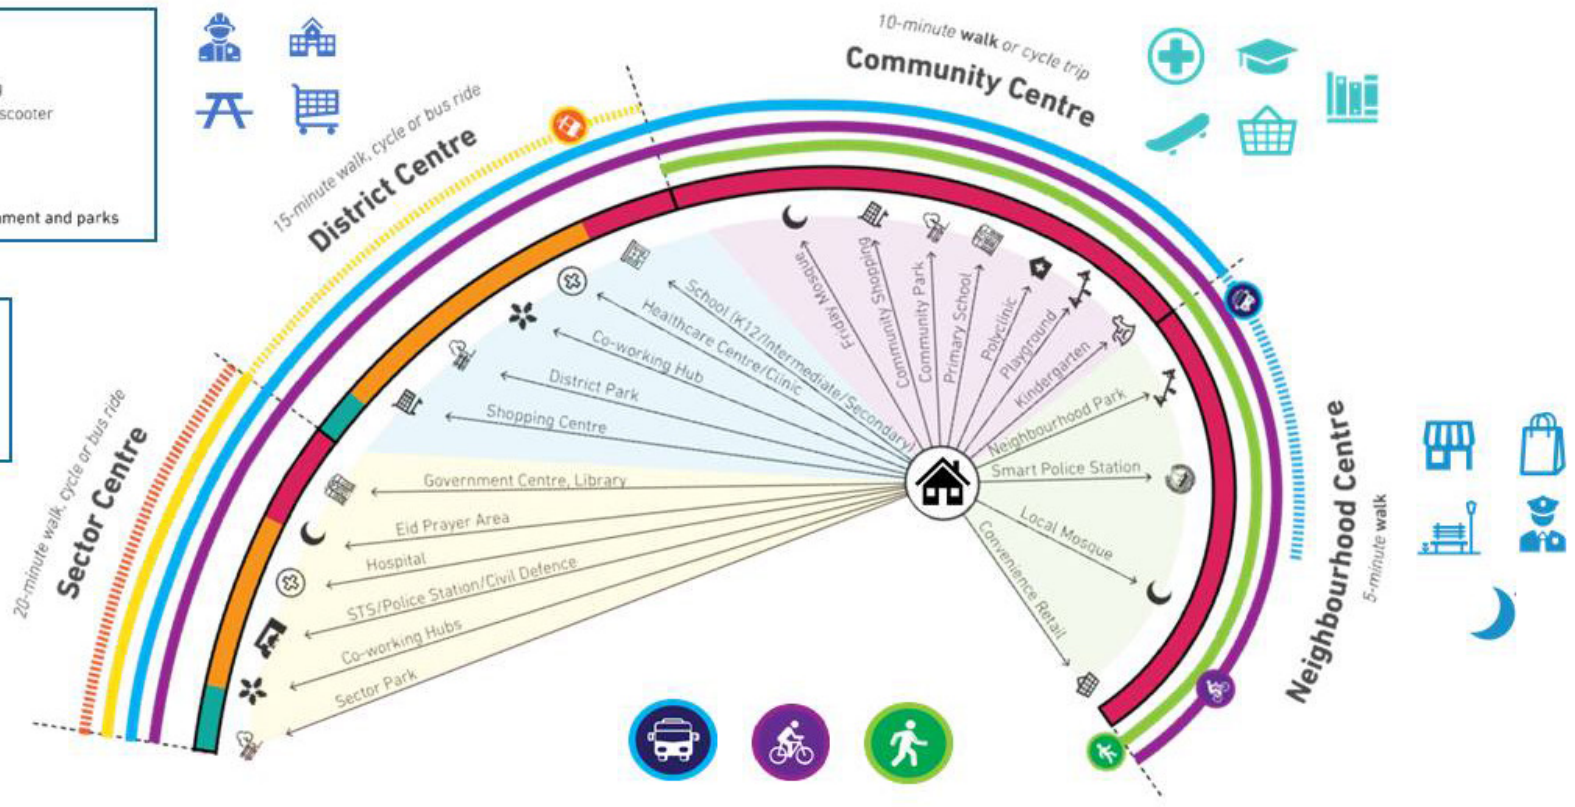 scooter
ment and parks
20-minute walk, cycle or bus ride
Sector Centre
15-minute walk, cycle or bus ride
District Centre
10-minute walk or cycle trip
Community Centre
Neighbourhood Centre
5-minute walk
Sector Park
Co-working Hubs
STS/Police Station/Civil Defence
Hospital
Eid Prayer Area
Government Centre, Library
Shopping Centre
District Park
Co-working Hub
Healthcare Centre/Clinic
School (K12/Intermediate/Secondary)
Friday Mosque
Community Shopping
Community Park
Primary School
Polyclinic
Playground
Kindergarten
Neighbourhood Park
Smart Police Station
Local Mosque
Convenience Retail